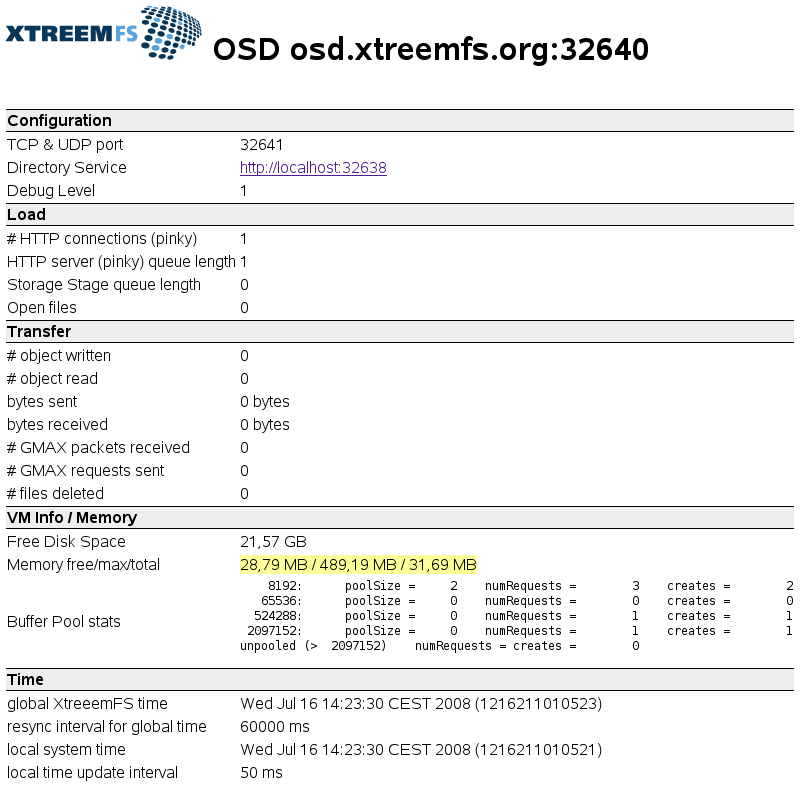 XTREEMFS
OSD osd.xtreemfs.org:32640
Configuration
TCP & UDP port 32641
Directory Service http://localhost:32638
Debug Level 1
Load
# HTTP connections (pinky) 1
HTTP server (pinky) queue length 1
Storage Stage queue length 0
Open files 0
Transfer
# object written 0
# object read 0
bytes sent 0 bytes
bytes received 0 bytes
# GMAX packets received 0
# GMAX requests sent 0
# files deleted 0
VM Info / Memory
Free Disk Space 21,57 GB
Memory free/max/total 28,79 MB / 489,19 MB / 31,69 MB
Buffer Pool stats
8192: poolSize = 2 numRequests = 3 creates = 2
65536: poolSize = 0 numRequests = 0 creates = 0
524288: poolSize = 0 numRequests = 1 creates = 1
2097152: poolSize = 0 numRequests = 1 creates = 1
unpooled (> 2097152) numRequests = creates = 0
Time
global XtreeemFS time Wed Jul 16 14:23:30 CEST 2008 (1216211010523)
resync interval for global time 60000 ms
local system time Wed Jul 16 14:23:30 CEST 2008 (1216211010521)
local time update interval 50 ms